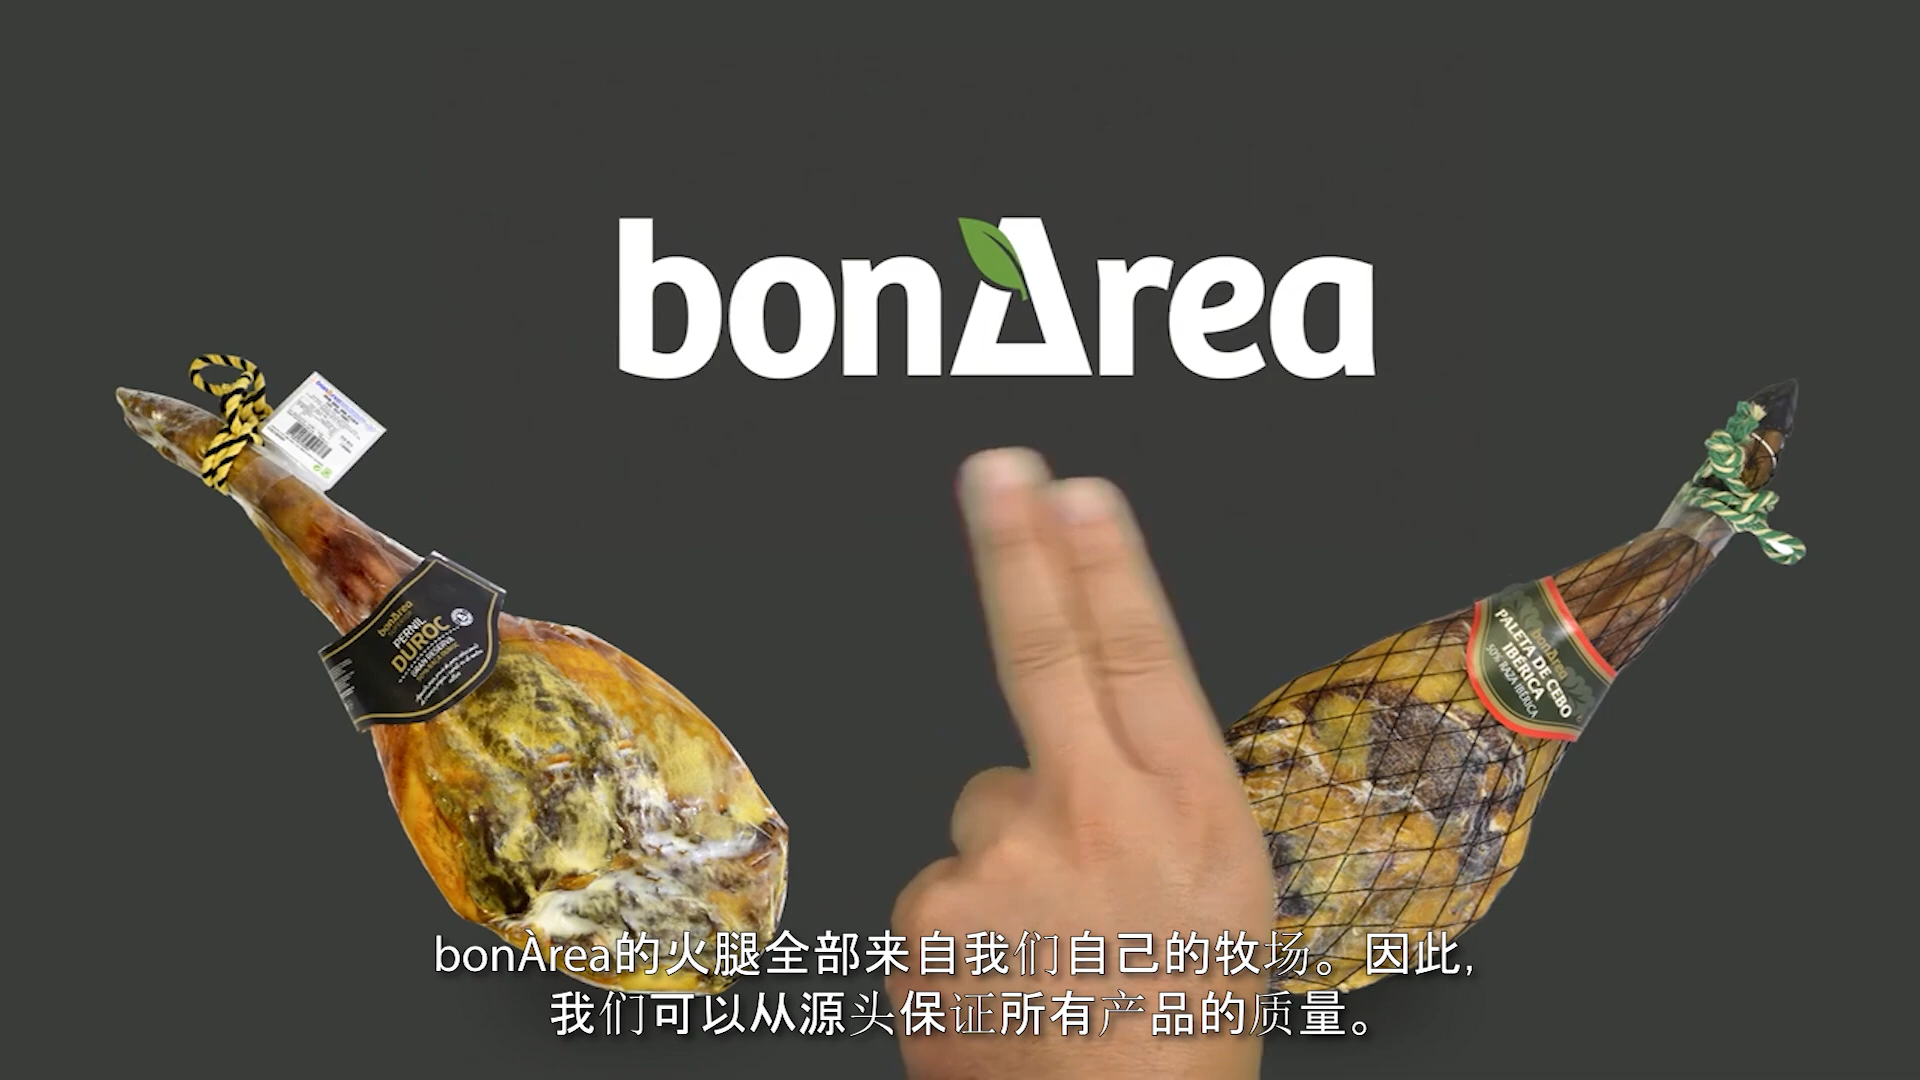 bonÀrea
bonÀrea
PERNIL
DUROC
GRAN RESERVA
bonÀrea
PALETA DE CEBO
IBÉRICA
50% RAZA IBÉRICA
bonÀrea的火腿全部来自我们自己的牧场。因此,
我们可以从源头保证所有产品的质量。